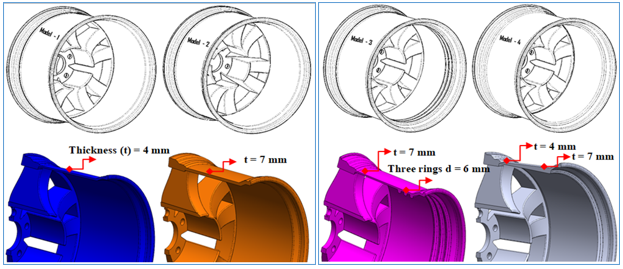 Model - 1
Model - 2
Model - 3
Model - 4
Thickness (t) = 4 mm
t = 7 mm
t = 7 mm
Three rings d = 6 mm
t = 4 mm
t = 7 mm